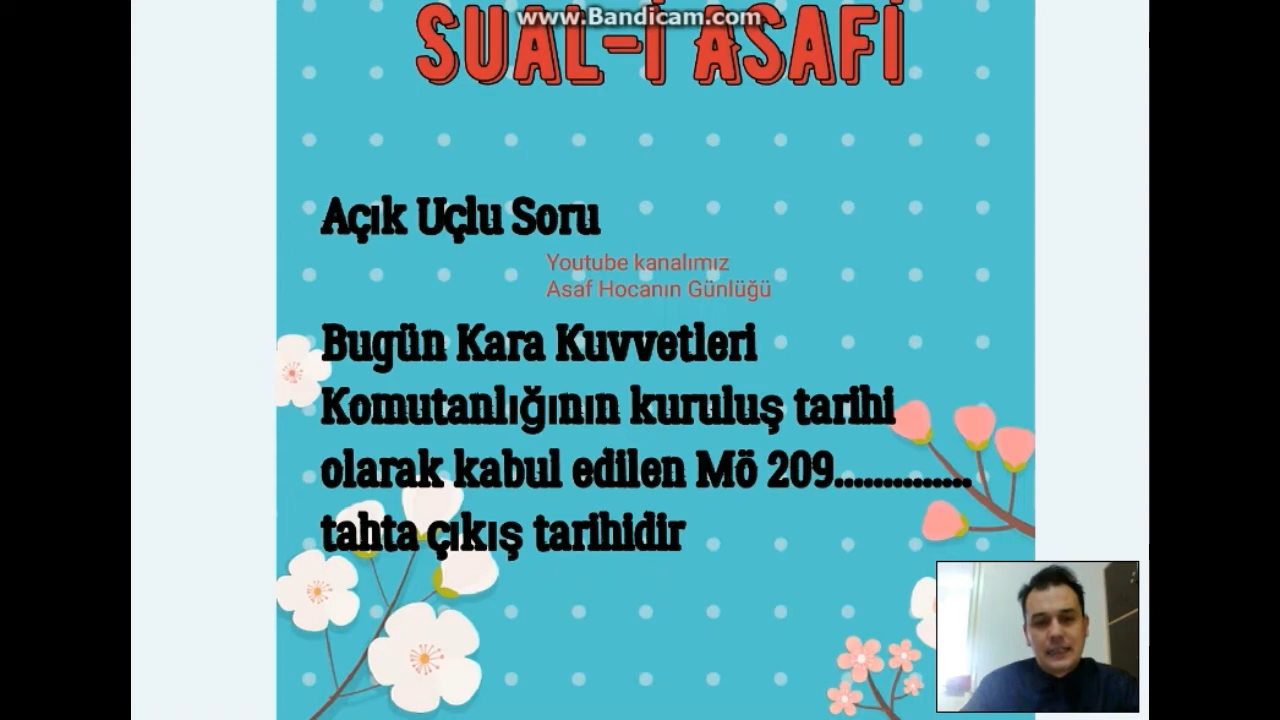 www.Bandicam.com
SUAL-İ ASAFİ
Açık Uçlu Soru
Youtube kanalımız
Asaf Hocanın Günlüğü
Bugün Kara Kuvvetleri
Komutanlığının kuruluş tarihi
olarak kabul edilen Mö 209..............
tahta çıkış tarihidir